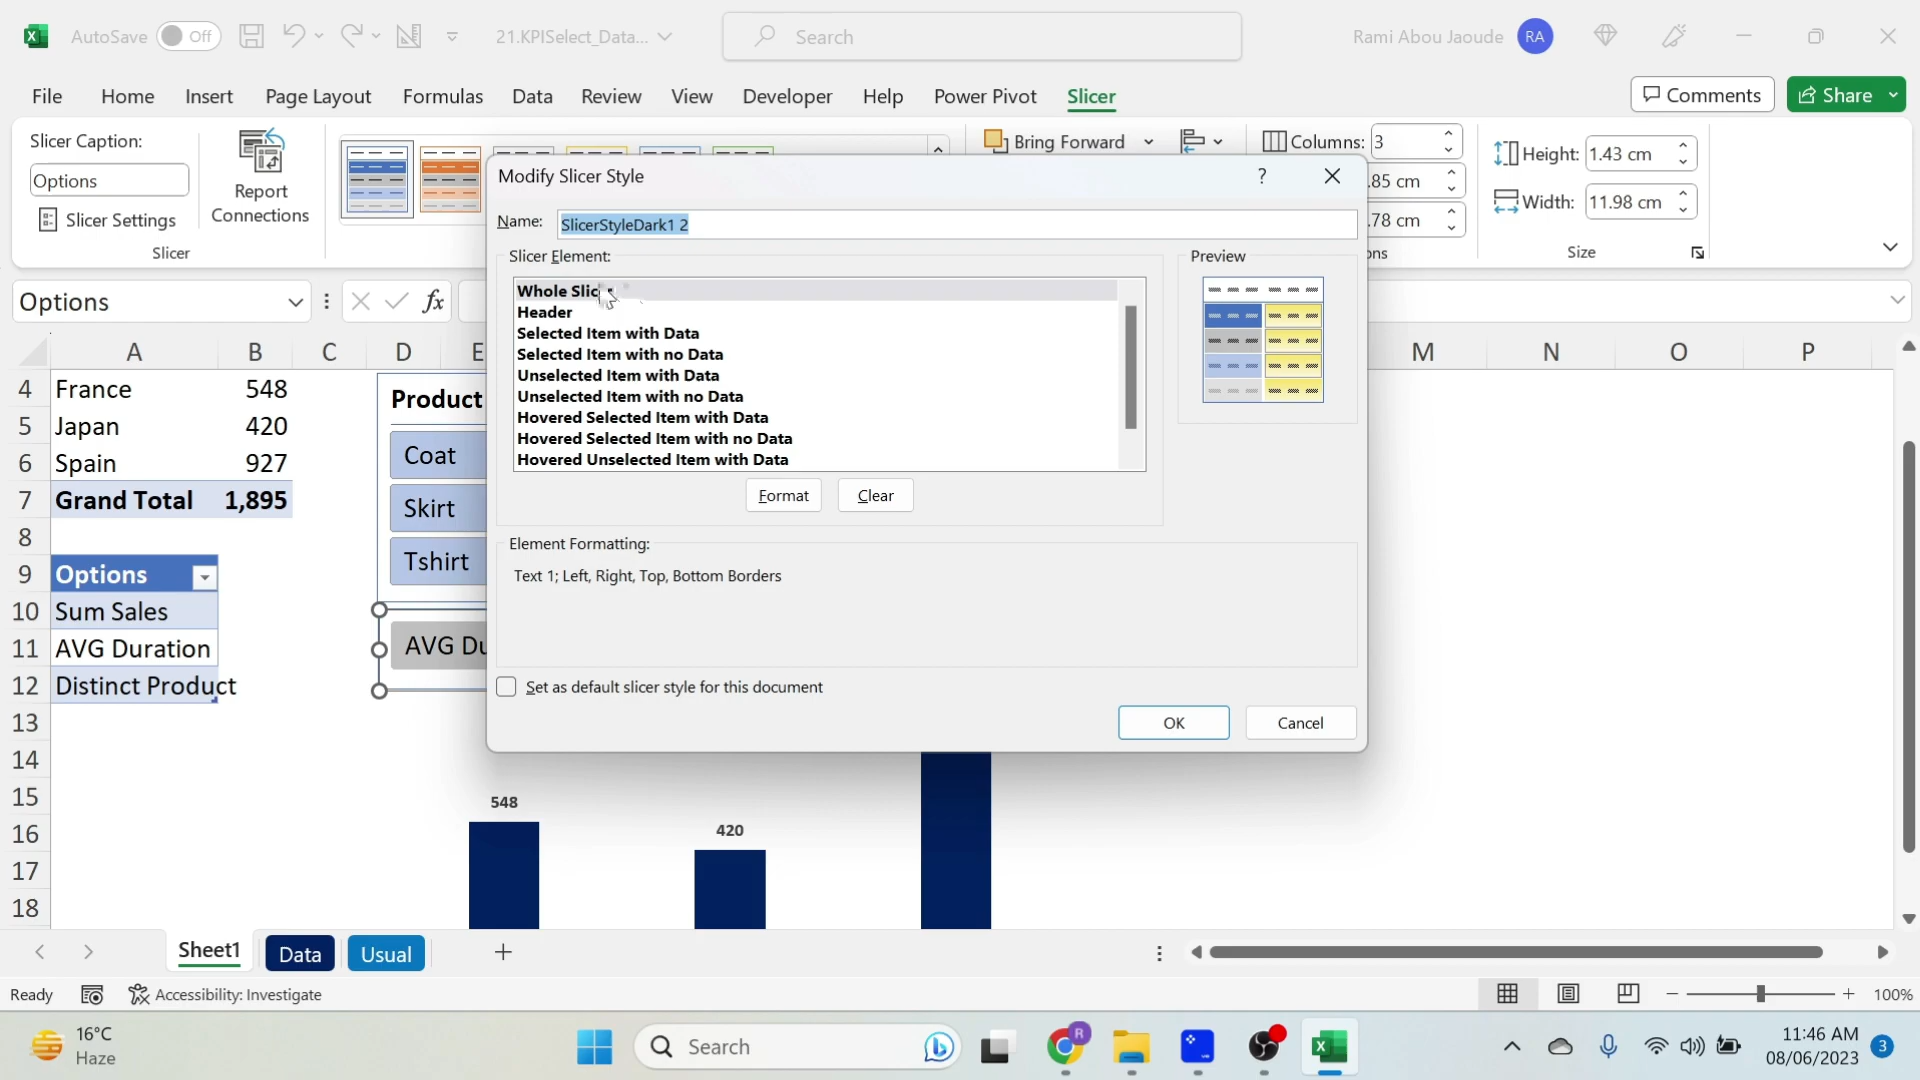 AutoSave Off 21.KPISelect_Data... Search Rami Abou Jaoude RA
File Home Insert Page Layout Formulas Data Review View Developer Help Power Pivot Slicer Comments Share
Slicer Caption:
Options
Slicer Settings
Report Connections
Slicer
Bring Forward
Columns: 3
.85 cm
.78 cm
ons
Height: 1.43 cm
Width: 11.98 cm
Size
Modify Slicer Style ?
Name: SlicerStyleDark1 2
Slicer Element:
Whole Slic
Header
Selected Item with Data
Selected Item with no Data
Unselected Item with Data
Unselected Item with no Data
Hovered Selected Item with Data
Hovered Selected Item with no Data
Hovered Unselected Item with Data
Preview
Format Clear
Element Formatting:
Text 1; Left, Right, Top, Bottom Borders
Set as default slicer style for this document
OK Cancel
Options fx
A B C D E M N O P
4 France 548
5 Japan 420
6 Spain 927
7 Grand Total 1,895
8
9 Options
10 Sum Sales
11 AVG Duration
12 Distinct Product
13
14
15
16
17
18
Product
Coat
Skirt
Tshirt
AVG Du
548
420
Sheet1 Data Usual
Ready Accessibility: Investigate 100%
16°C
Haze
Search
11:46 AM
08/06/2023
3